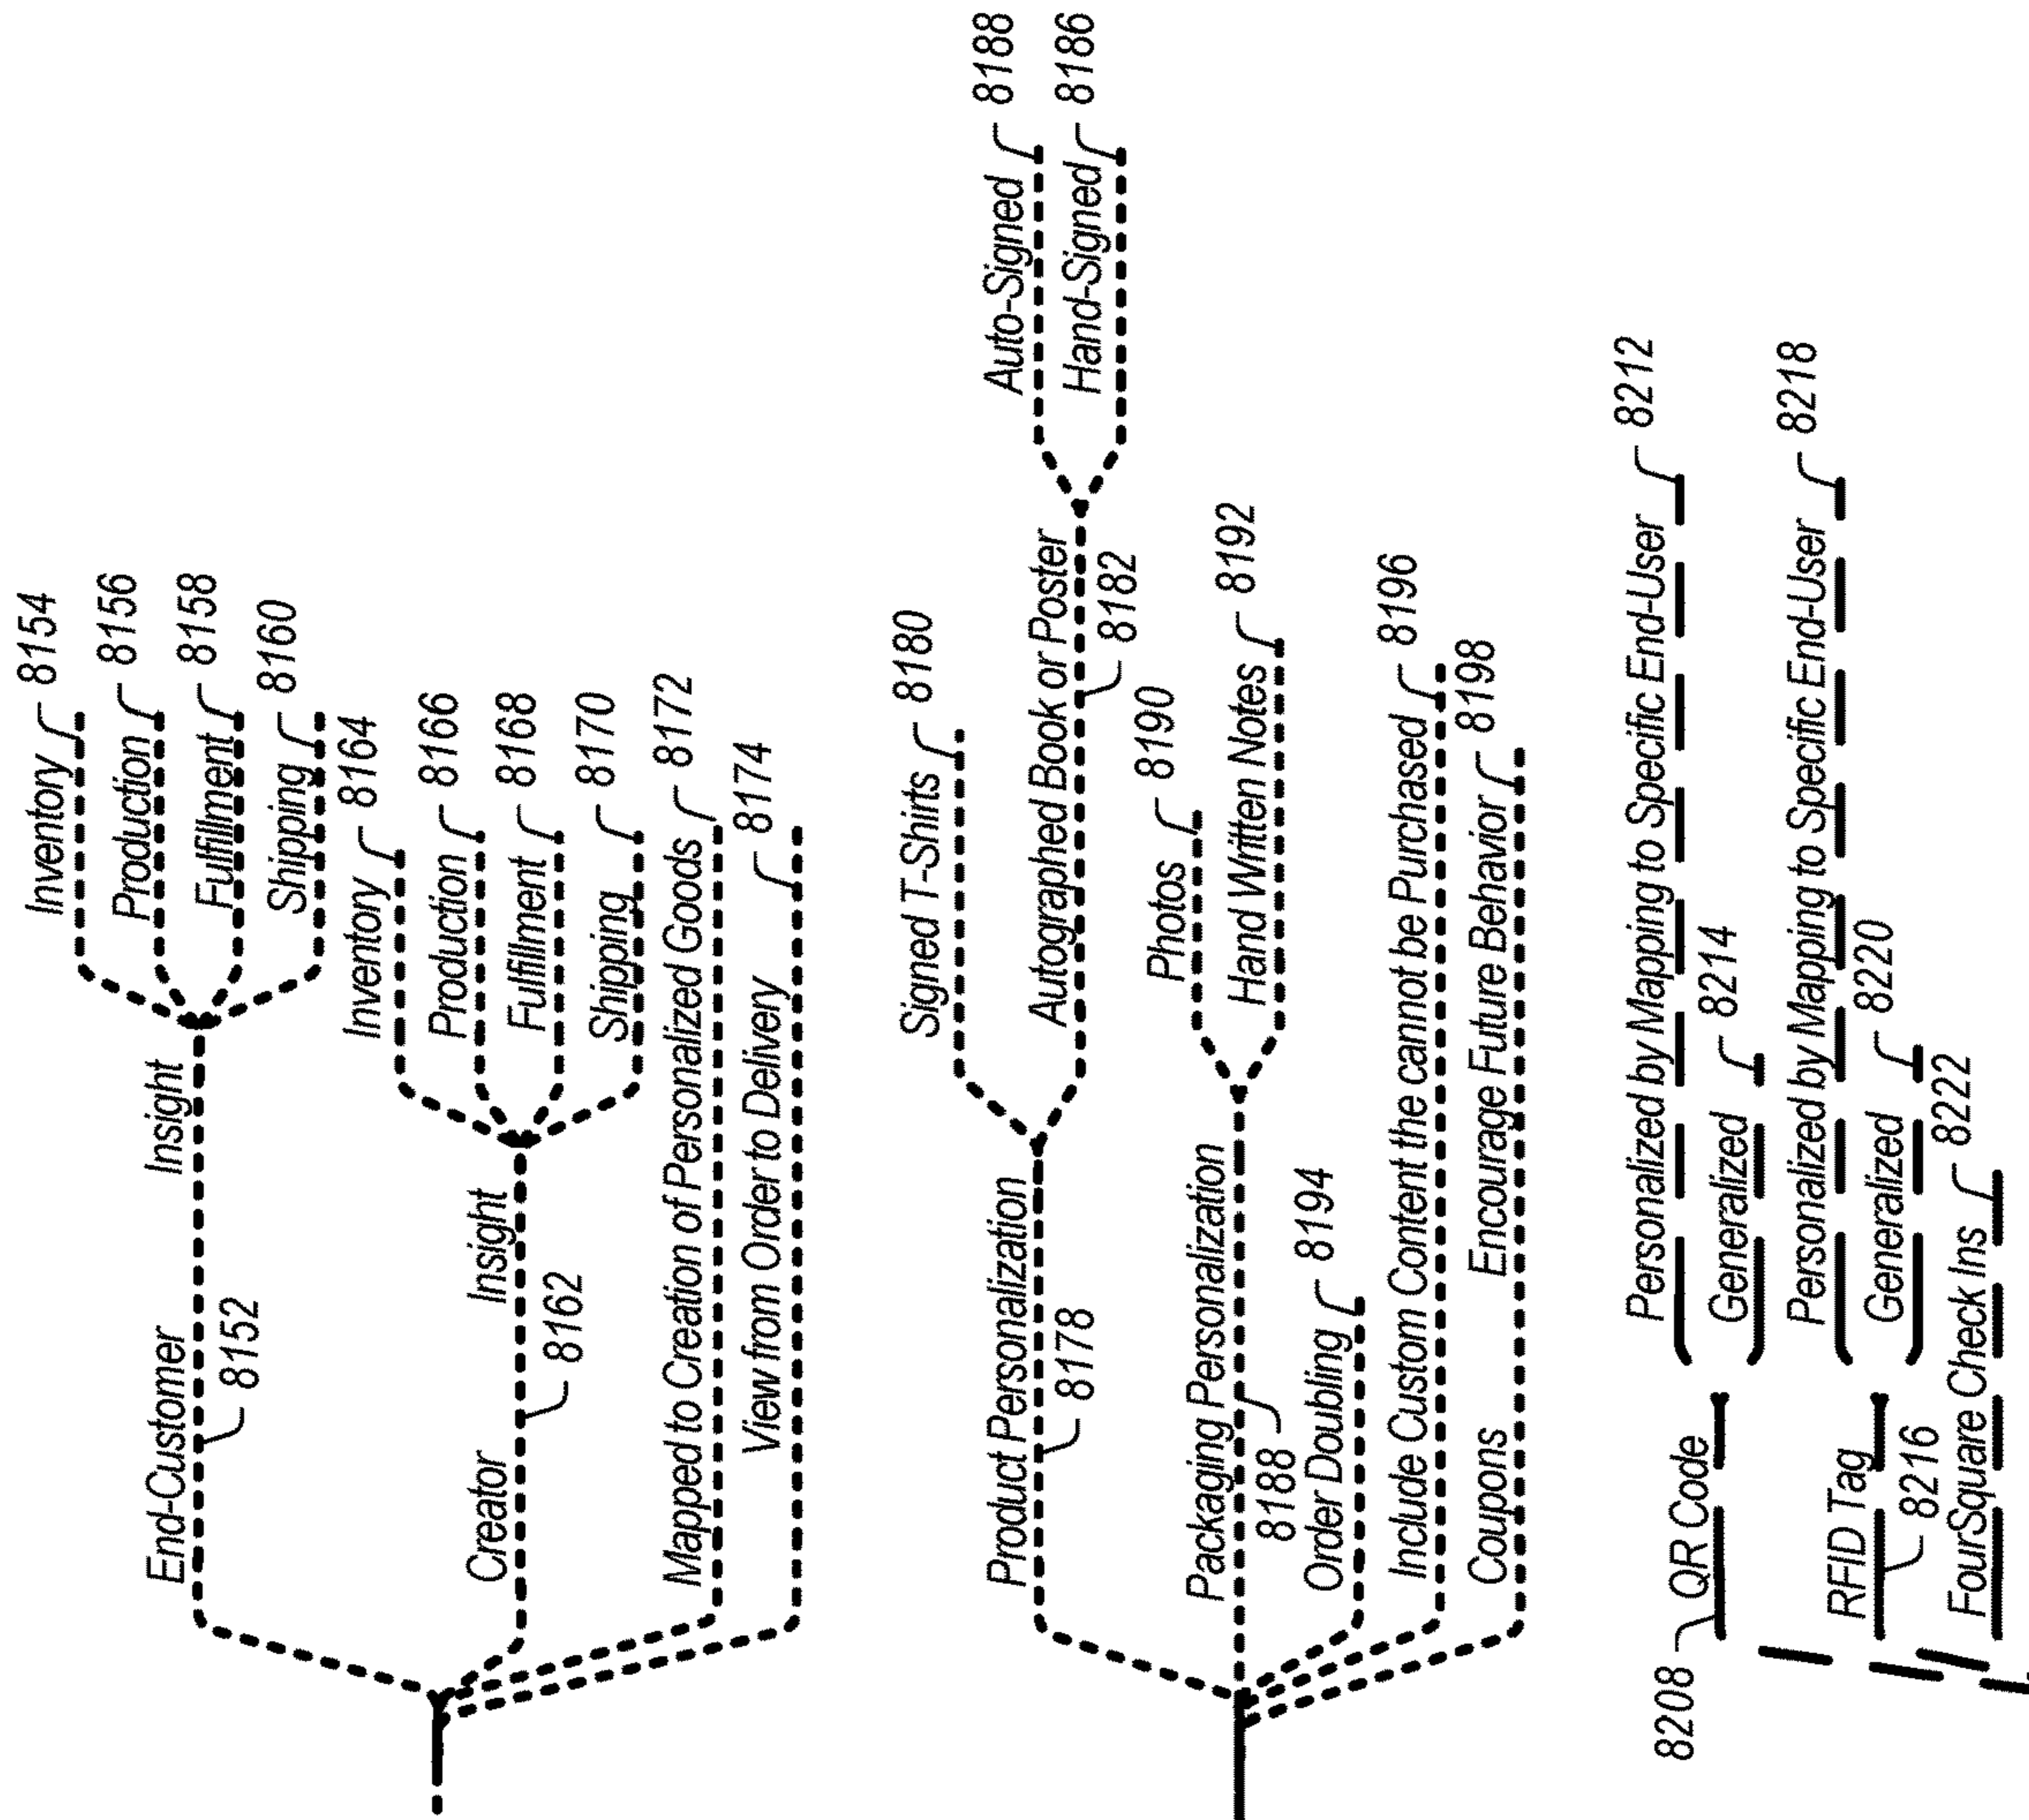 Inventory 8154
Production 8156
End-Customer Insight
8152
Fulfillment 8158
Shipping 8160
Inventory 8164
Production 8166
Creator Insight
8162
Fulfillment 8168
Shipping 8170
Mapped to Creation of Personalized Goods 8172
View from Order to Delivery 8174
Signed T-Shirts 8180
Product Personalization
8178
Autographed Book or Poster
8182
Auto-Signed 8188
Hand-Signed 8186
Photos 8190
Packaging Personalization
8188
Hand Written Notes 8192
Order Doubling 8194
Include Custom Content the cannot be Purchased 8196
Coupons Encourage Future Behavior 8198
8208 QR Code
Personalized by Mapping to Specific End-User 8212
Generalized 8214
RFID Tag
8216
Personalized by Mapping to Specific End-User 8218
Generalized 8220
FourSquare Check Ins 8222